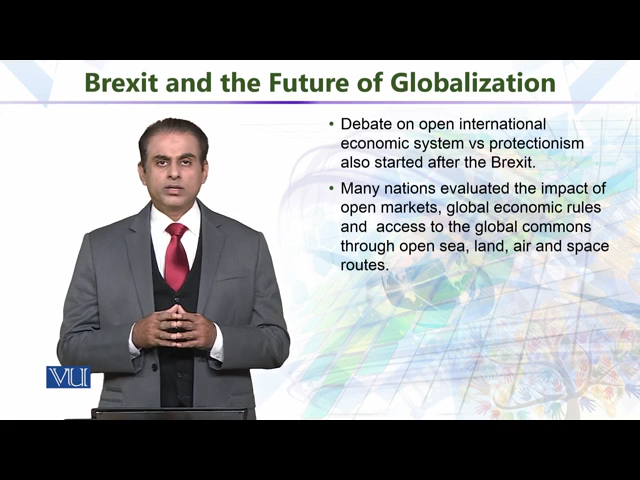 Brexit and the Future of Globalization
• Debate on open international
economic system vs protectionism
also started after the Brexit.
• Many nations evaluated the impact of
open markets, global economic rules
and access to the global commons
through open sea, land, air and space
routes.
VU